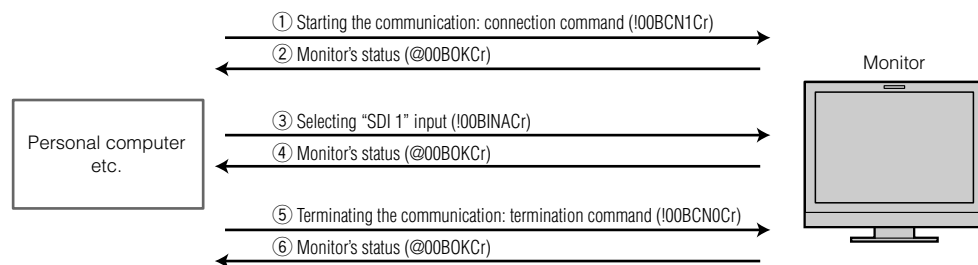 ① Starting the communication: connection command (!00BCN1Cr)
② Monitor’s status (@00BOKCr)
Monitor
Personal computer
etc.
③ Selecting “SDI 1” input (!00BINACr)
④ Monitor’s status (@00BOKCr)
⑤ Terminating the communication: termination command (!00BCN0Cr)
⑥ Monitor’s status (@00BOKCr)